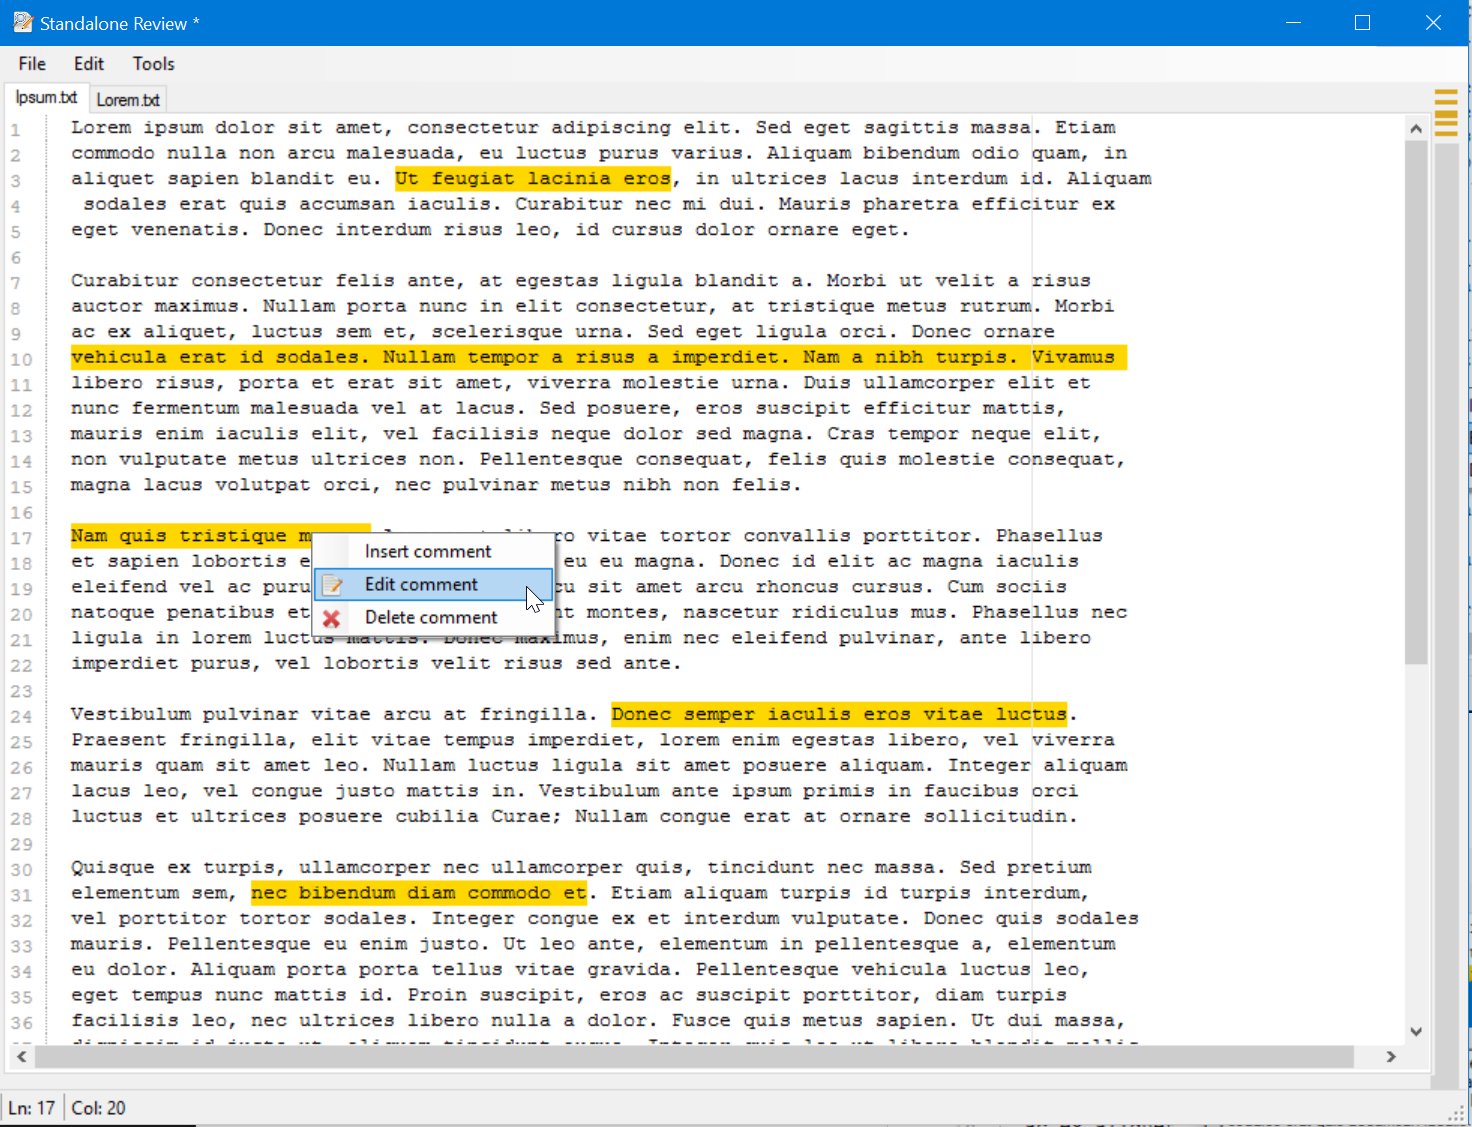 Standalone Review *
File Edit Tools
Ipsum.txt Lorem.txt
1 Lorem ipsum dolor sit amet, consectetur adipiscing elit. Sed eget sagittis massa. Etiam
2 commodo nulla non arcu malesuada, eu luctus purus varius. Aliquam bibendum odio quam, in
3 aliquet sapien blandit eu. Ut feugiat lacinia eros, in ultrices lacus interdum id. Aliquam
4 sodales erat quis accumsan iaculis. Curabitur nec mi dui. Mauris pharetra efficitur ex
5 eget venenatis. Donec interdum risus leo, id cursus dolor ornare eget.
6
7 Curabitur consectetur felis ante, at egestas ligula blandit a. Morbi ut velit a risus
8 auctor maximus. Nullam porta nunc in elit consectetur, at tristique metus rutrum. Morbi
9 ac ex aliquet, luctus sem et, scelerisque urna. Sed eget ligula orci. Donec ornare
10 vehicula erat id sodales. Nullam tempor a risus a imperdiet. Nam a nibh turpis. Vivamus
11 libero risus, porta et erat sit amet, viverra molestie urna. Duis ullamcorper elit et
12 nunc fermentum malesuada vel at lacus. Sed posuere, eros suscipit efficitur mattis,
13 mauris enim iaculis elit, vel facilisis neque dolor sed magna. Cras tempor neque elit,
14 non vulputate metus ultrices non. Pellentesque consequat, felis quis molestie consequat,
15 magna lacus volutpat orci, nec pulvinar metus nibh non felis.
16
17 Nam quis tristique vitae tortor convallis porttitor. Phasellus
18 et sapien lobortis eu eu magna. Donec id elit ac magna iaculis
19 eleifend vel ac sit amet arcu rhoncus cursus. Cum sociis
20 natoque penatibus et montes, nascetur ridiculus mus. Phasellus nec
21 ligula in lorem luctus mattis. Donec maximus, enim nec eleifend pulvinar, ante libero
22 imperdiet purus, vel lobortis velit risus sed ante.
23
24 Vestibulum pulvinar vitae arcu at fringilla. Donec semper iaculis eros vitae luctus.
25 Praesent fringilla, elit vitae tempus imperdiet, lorem enim egestas libero, vel viverra
26 mauris quam sit amet leo. Nullam luctus ligula sit amet posuere aliquam. Integer aliquam
27 lacus leo, vel congue justo mattis in. Vestibulum ante ipsum primis in faucibus orci
28 luctus et ultrices posuere cubilia Curae; Nullam congue erat at ornare sollicitudin.
29
30 Quisque ex turpis, ullamcorper nec ullamcorper quis, tincidunt nec massa. Sed pretium
31 elementum sem, nec bibendum diam commodo et. Etiam aliquam turpis id turpis interdum,
32 vel porttitor tortor sodales. Integer congue ex et interdum vulputate. Donec quis sodales
33 mauris. Pellentesque eu enim justo. Ut leo ante, elementum in pellentesque a, elementum
34 eu dolor. Aliquam porta porta tellus vitae gravida. Pellentesque vehicula luctus leo,
35 eget tempus nunc mattis id. Proin suscipit, eros ac suscipit porttitor, diam turpis
36 facilisis leo, nec ultrices libero nulla a dolor. Fusce quis metus sapien. Ut dui massa,
Insert comment
Edit comment
Delete comment
Ln: 17 Col: 20